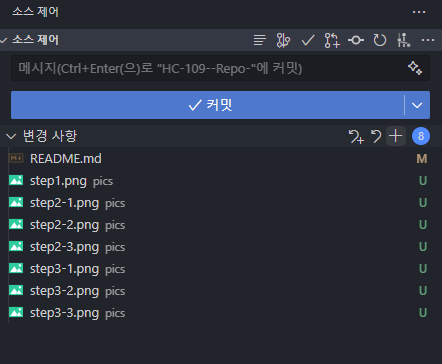 소스 제어
소스 제어
메시지(Ctrl+Enter(으)로 "HC-109--Repo-"에 커밋)
커밋
변경 사항 8
README.md M
step1.png pics U
step2-1.png pics U
step2-2.png pics U
step2-3.png pics U
step3-1.png pics U
step3-2.png pics U
step3-3.png pics U